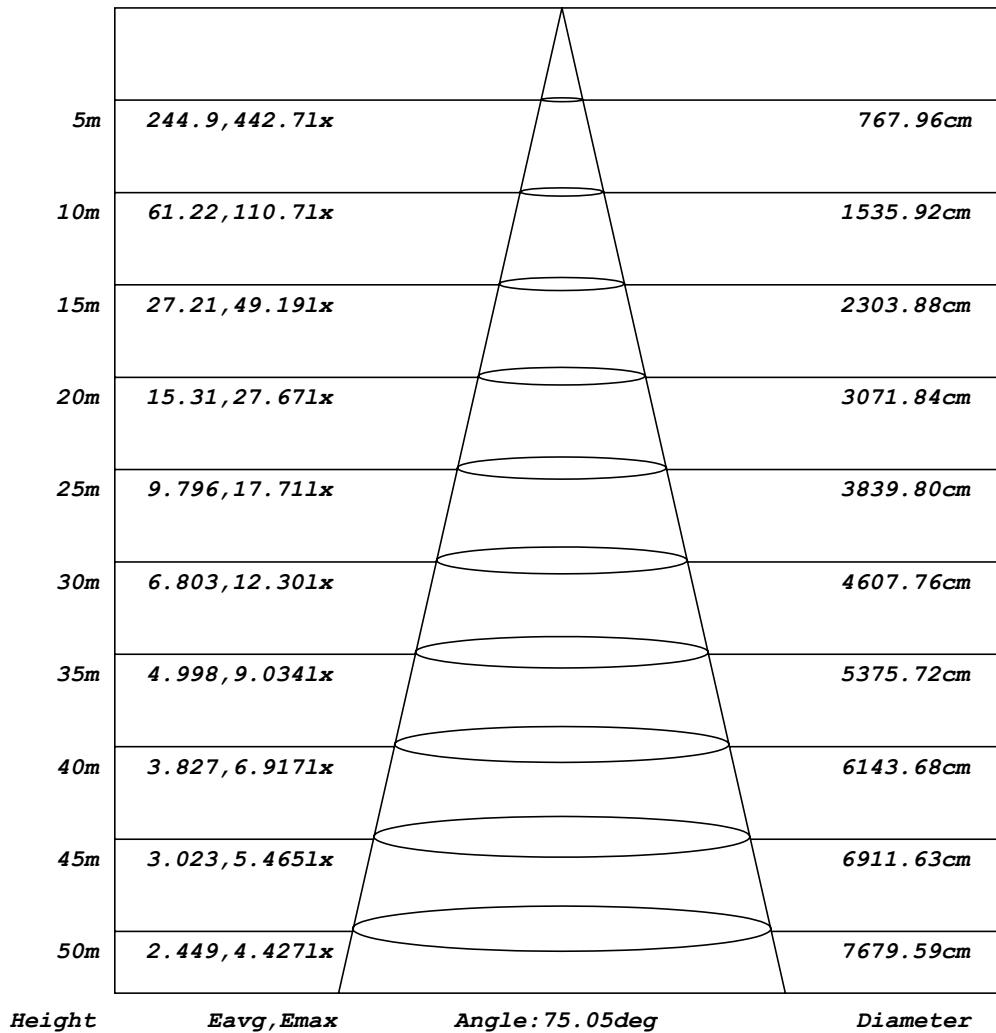 5m 244.9,442.7lx 767.96cm
10m 61.22,110.7lx 1535.92cm
15m 27.21,49.19lx 2303.88cm
20m 15.31,27.67lx 3071.84cm
25m 9.796,17.71lx 3839.80cm
30m 6.803,12.30lx 4607.76cm
35m 4.998,9.034lx 5375.72cm
40m 3.827,6.917lx 6143.68cm
45m 3.023,5.465lx 6911.63cm
50m 2.449,4.427lx 7679.59cm
Height Eavg,Emax Angle:75.05deg Diameter